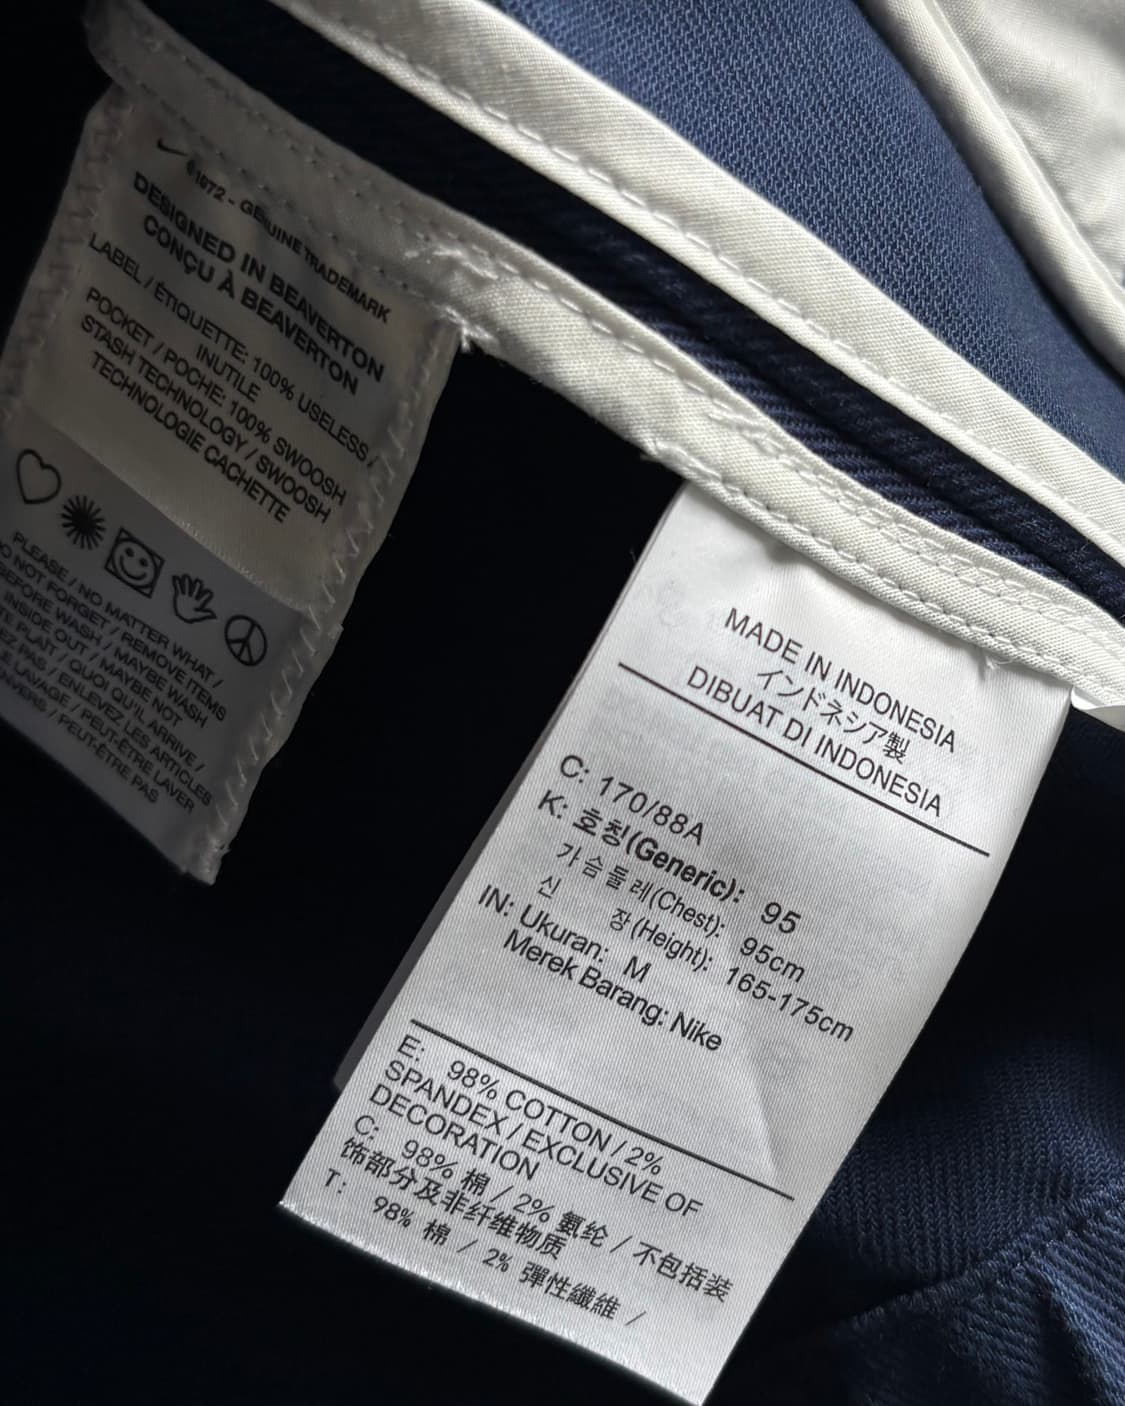 ©1972 - GENUINE TRADEMARK
DESIGNED IN BEAVERTON
CONÇU À BEAVERTON
LABEL / ÉTIQUETTE: 100% USELESS /
INUTILE
POCKET / POCHE: 100% SWOOSH
STASH TECHNOLOGY / SWOOSH
TECHNOLOGIE CACHETTE
PLEASE / NO MATTER WHAT /
DO NOT FORGET / REMOVE ITEMS
BEFORE WASH / MAYBE WASH
INSIDE OUT / MAYBE NOT
PLAÎT / QUOI QU'IL ARRIVE /
PAS / ENLEVEZ LES ARTICLES
LAVAGE / PEUT-ÊTRE LAVER
/ PEUT-ÊTRE PAS
MADE IN INDONESIA
インドネシア製
DIBUAT DI INDONESIA
C: 170/88A
K: 호칭(Generic): 95
가슴둘레(Chest): 95cm
신 장(Height): 165-175cm
IN: Ukuran: M
Merek Barang: Nike
E: 98% COTTON / 2%
SPANDEX / EXCLUSIVE OF
DECORATION
C: 98% 棉 / 2% 氨纶 / 不包括装
饰部分及非纤维物质
T: 98% 棉 / 2% 彈性纖維 /